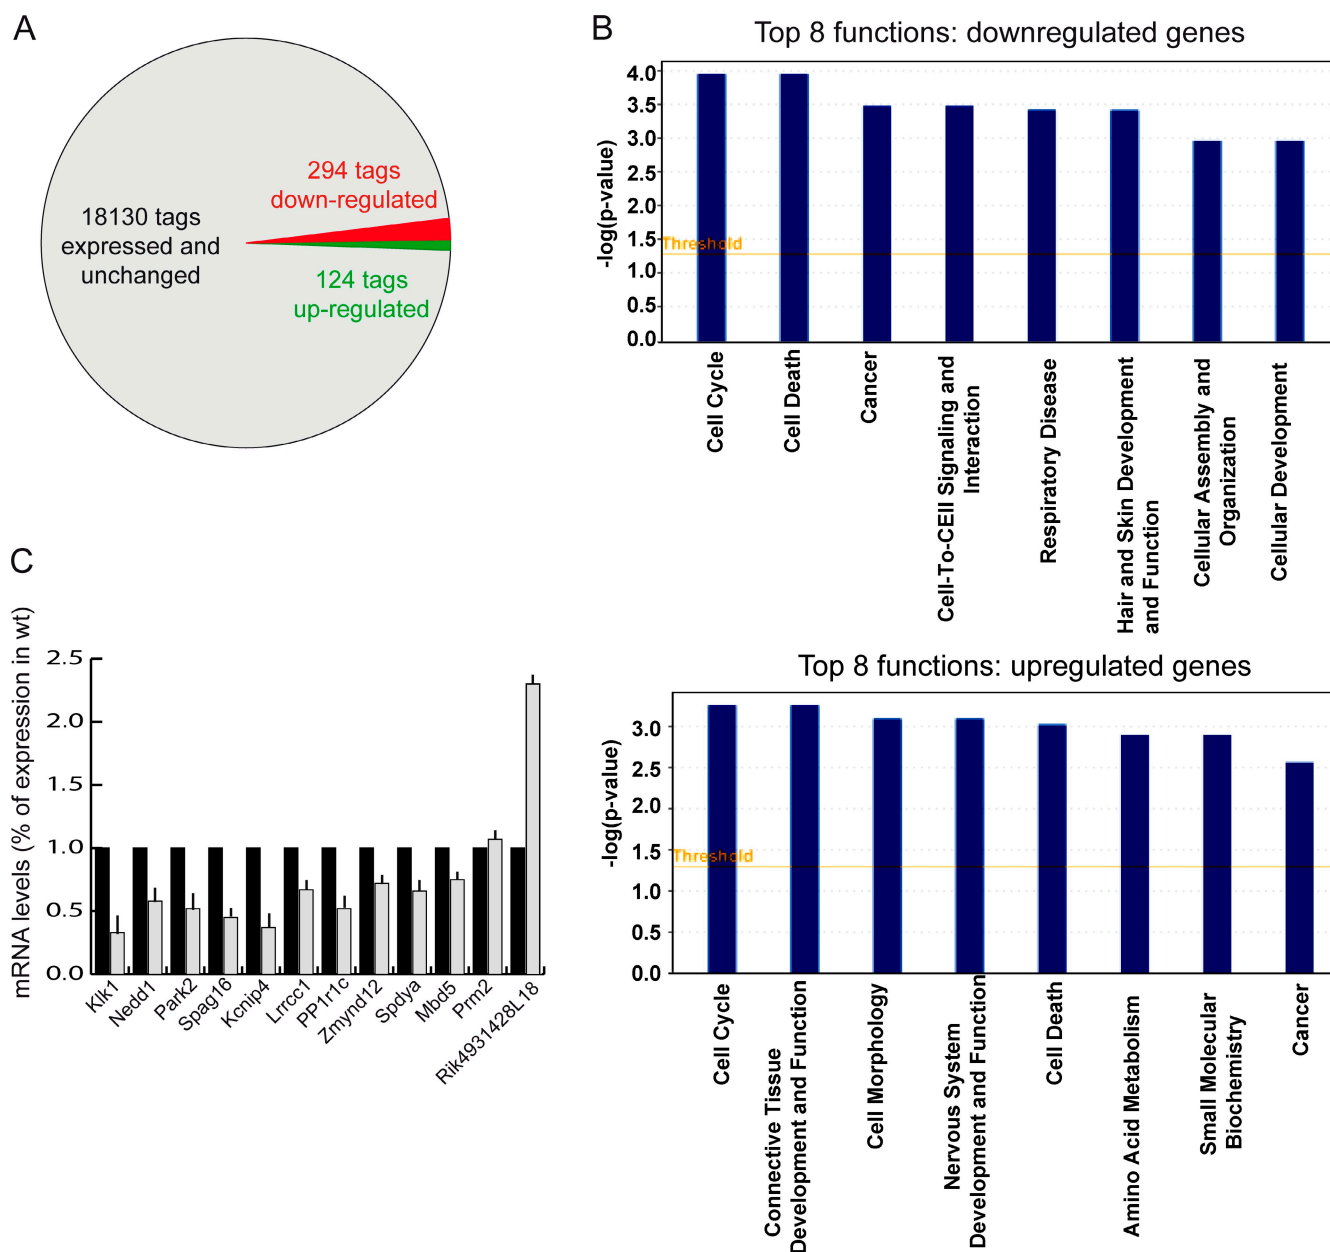 A
18130 tags
expressed and
unchanged
294 tags
down-regulated
124 tags
up-regulated
B
Top 8 functions: downregulated genes
-log(p-value)
4.0
3.5
3.0
2.5
2.0
1.5
1.0
0.5
0.0
Threshold
Cell Cycle
Cell Death
Cancer
Cell-To-CEll Signaling and
Interaction
Respiratory Disease
Hair and Skin Development
and Function
Cellular Assembly and
Organization
Cellular Development
Top 8 functions: upregulated genes
-log(p-value)
3.0
2.5
2.0
1.5
1.0
0.5
0.0
Threshold
Cell Cycle
Connective Tissue
Development and Function
Cell Morphology
Nervous System
Development and Function
Cell Death
Amino Acid Metabolism
Small Molecular
Biochemistry
Cancer
C
mRNA levels (% of expression in wt)
2.5
2.0
1.5
1.0
0.5
0.0
Klk1
Nedd1
Park2
Spag16
Kcnip4
Lrrcc1
PP1r1c
Zmynd12
Spdya
Mbd5
Prm2
Rik4931428L18